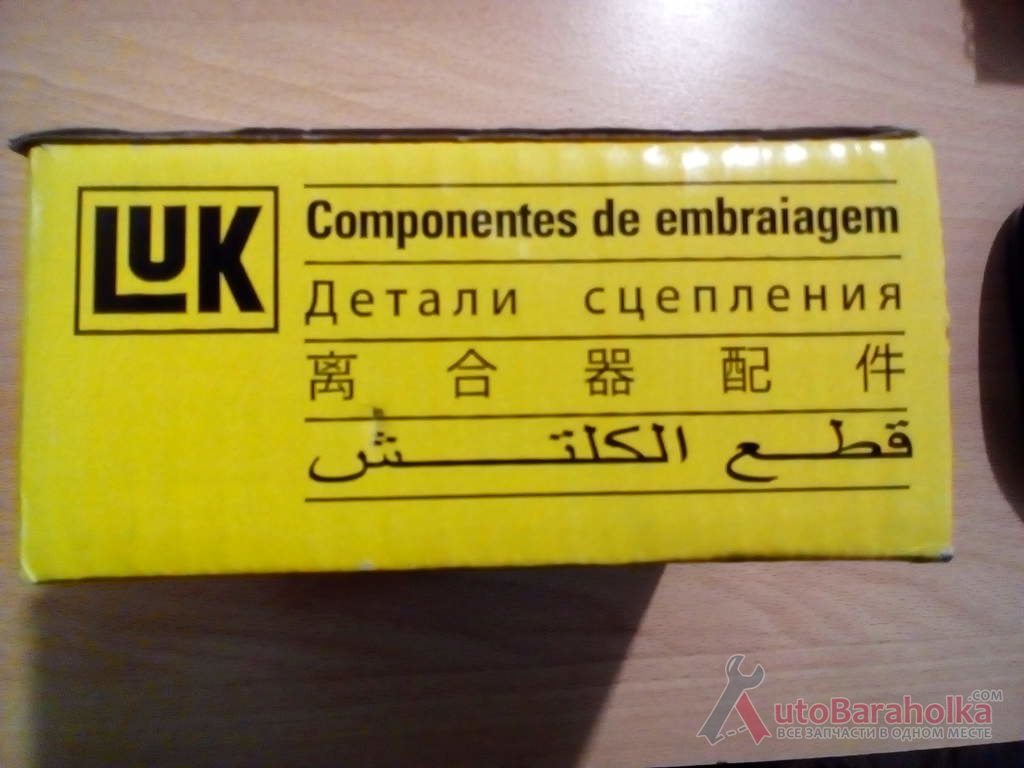 LUK
Componentes de embraiagem
Детали сцепления
离合器配件
قطع الكلتش
AutoBaraholka.com
ВСЕ ЗАПЧАСТИ В ОДНОМ МЕСТЕ